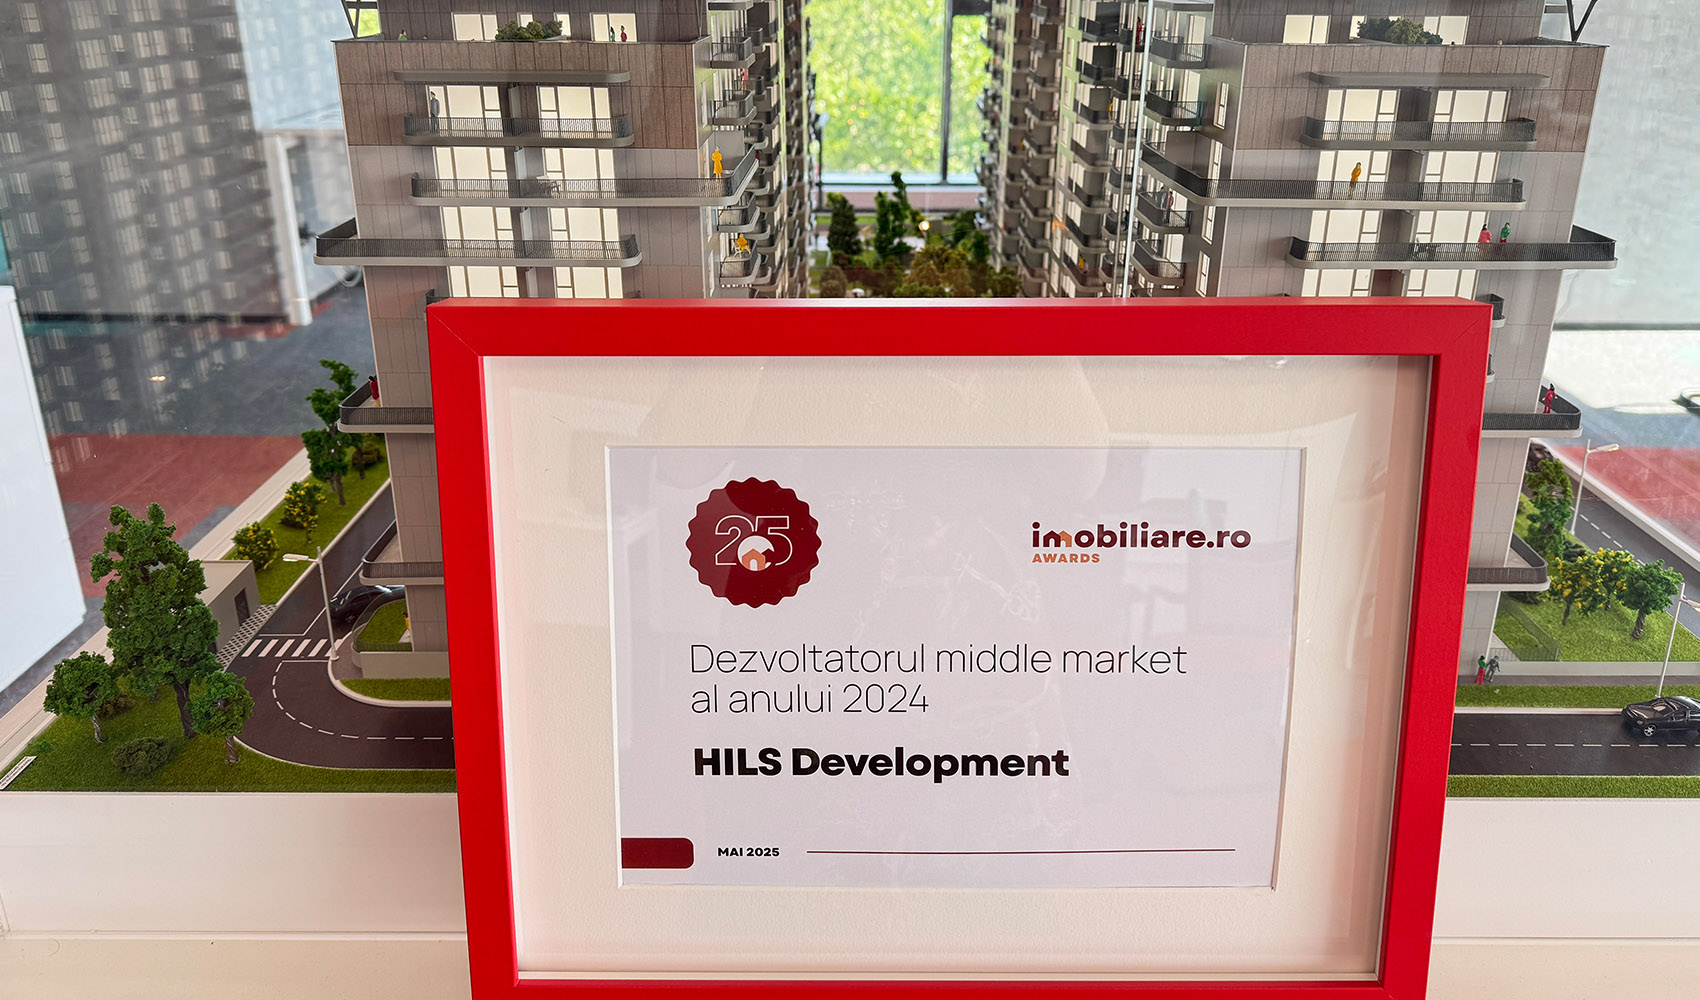 25
imobiliare.ro
AWARDS
Dezvoltatorul middle market
al anului 2024
HILS Development
MAI 2025